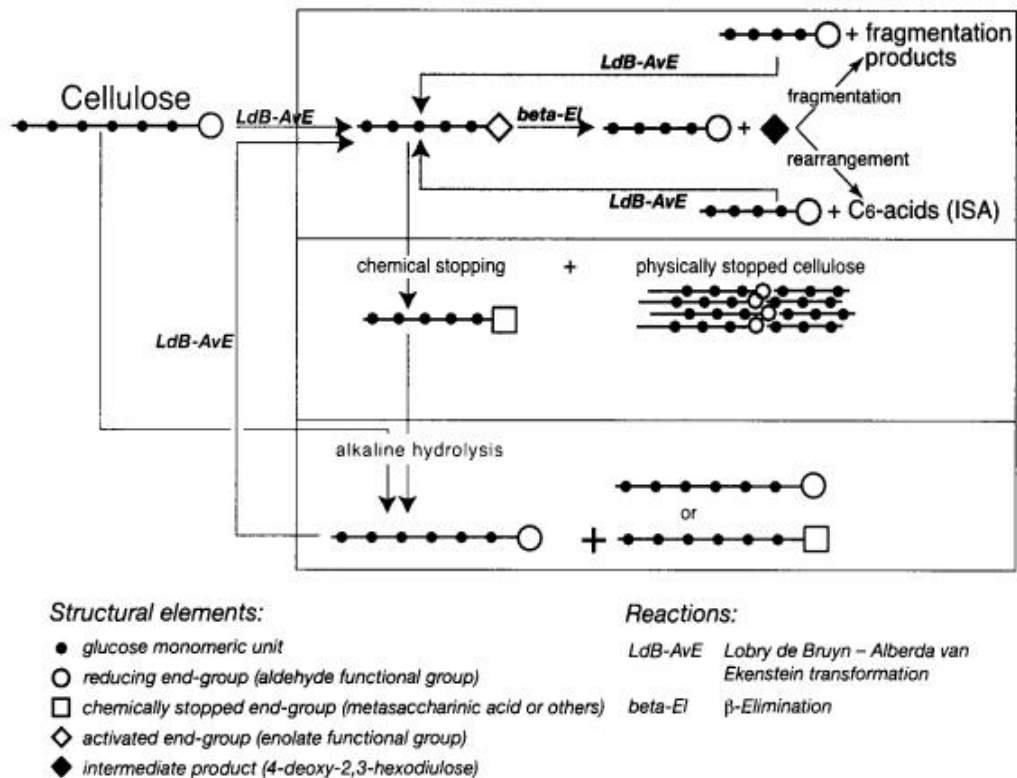 + fragmentation
products
LdB-AvE
Cellulose
fragmentation
LdB-AvE
beta-El
+
rearrangement
LdB-AvE
+ C6-acids (ISA)
chemical stopping + physically stopped cellulose
LdB-AvE
alkaline hydrolysis
or
+
Structural elements:
glucose monomeric unit
reducing end-group (aldehyde functional group)
chemically stopped end-group (metasaccharinic acid or others)
activated end-group (enolate functional group)
intermediate product (4-deoxy-2,3-hexodiulose)
Reactions:
LdB-AvE Lobry de Bruyn – Alberda van
Ekenstein transformation
beta-El β-Elimination